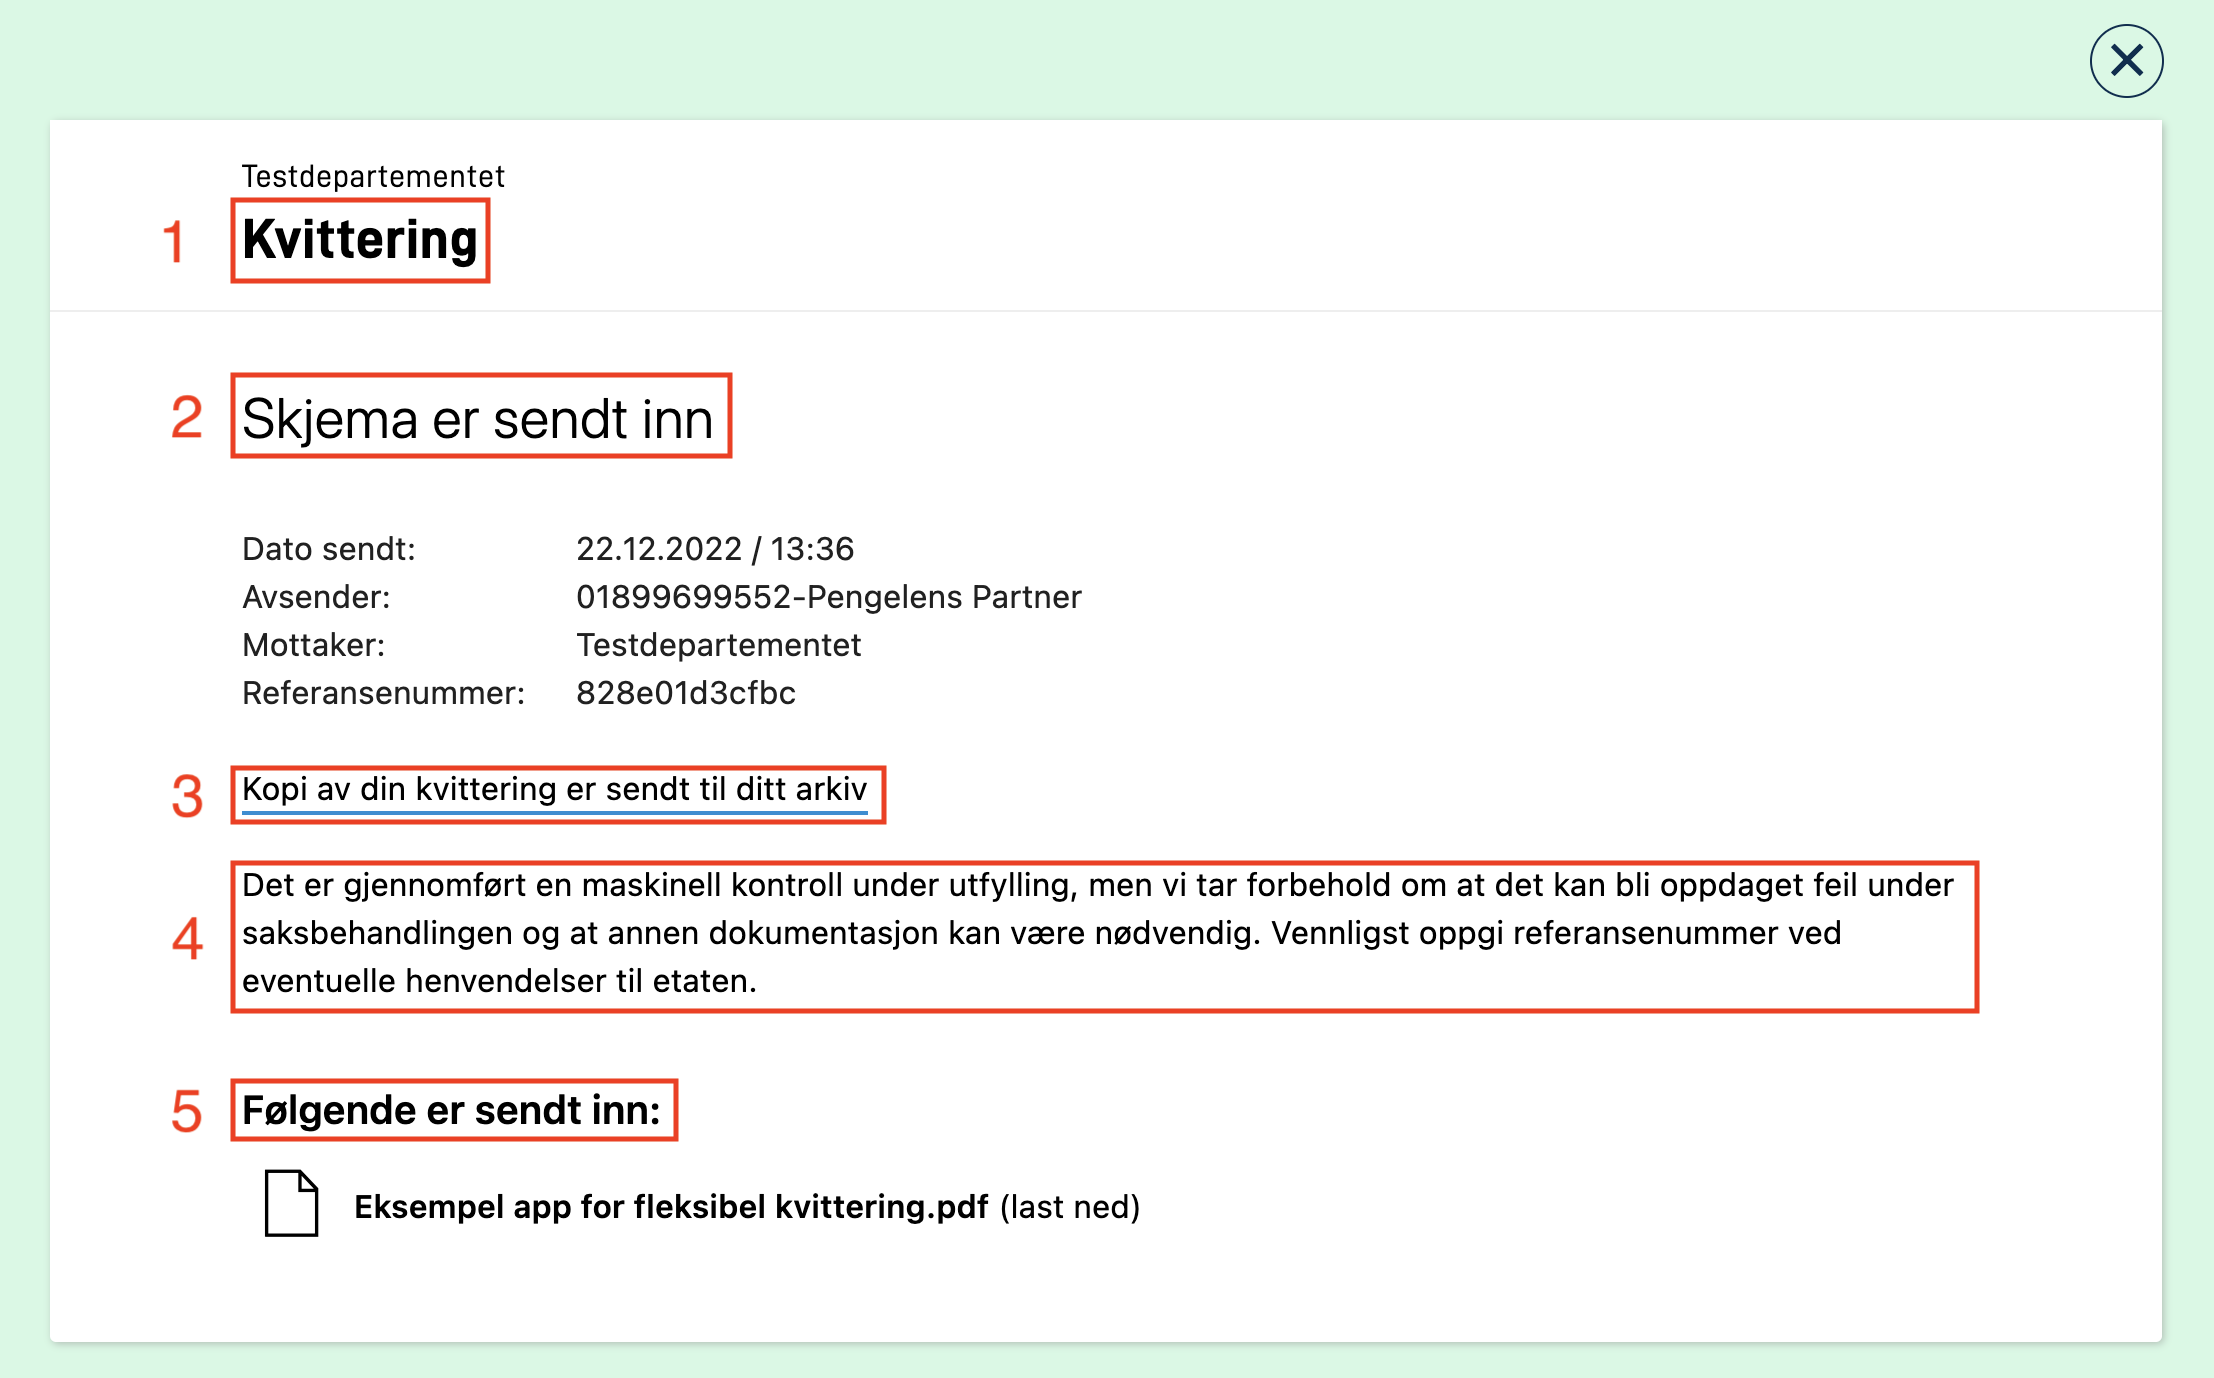 Testdepartementet
1 Kvittering
2 Skjema er sendt inn
Dato sendt: 22.12.2022 / 13:36
Avsender: 01899699552-Pengelens Partner
Mottaker: Testdepartementet
Referansenummer: 828e01d3cfbc
3 Kopi av din kvittering er sendt til ditt arkiv
Det er gjennomført en maskinell kontroll under utfylling, men vi tar forbehold om at det kan bli oppdaget feil under
4 saksbehandlingen og at annen dokumentasjon kan være nødvendig. Vennligst oppgi referansenummer ved
eventuelle henvendelser til etaten.
5 Følgende er sendt inn:
Eksempel app for fleksibel kvittering.pdf (last ned)